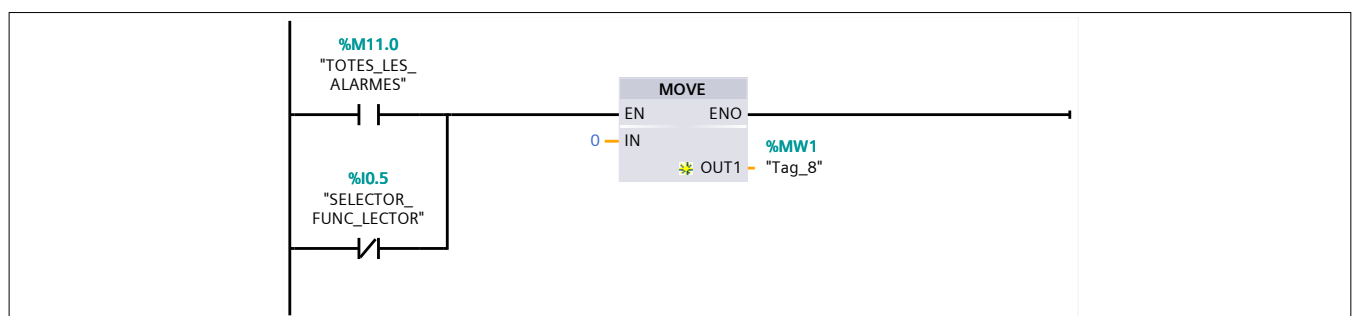 %M11.0
"TOTES_LES_
ALARMES"
MOVE
EN ENO
0 IN
%MW1
OUT1 "Tag_8"
%I0.5
"SELECTOR_
FUNC_LECTOR"